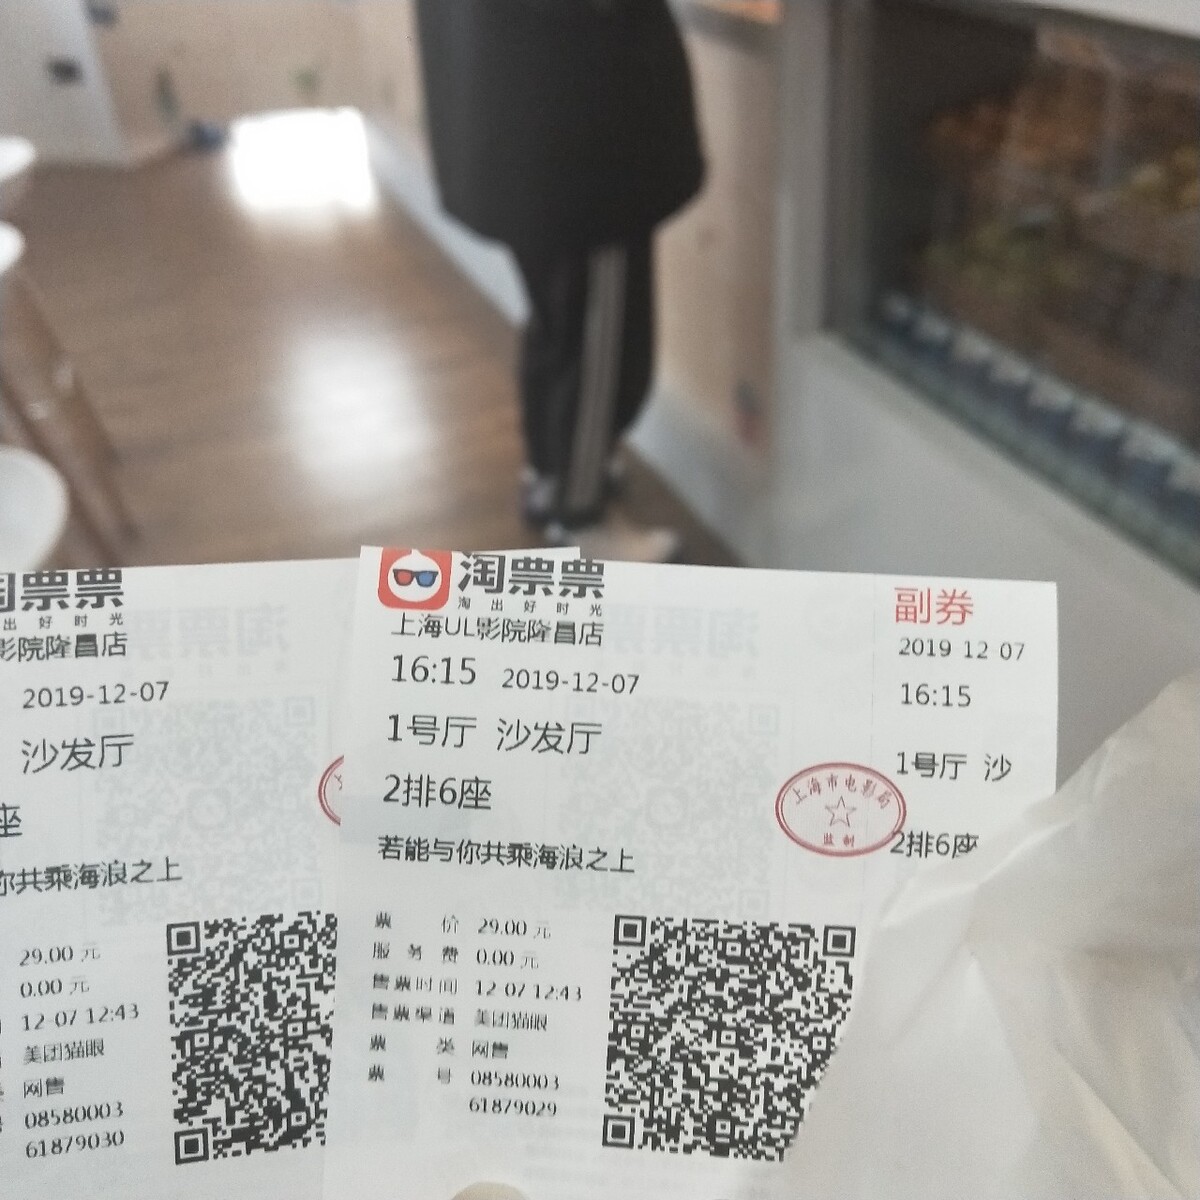 淘票票
出好时光
影院隆昌店
2019-12-07
沙发厅
座
你共乘海浪之上
29.00 元
0.00 元
12-07 12:43
美团猫眼
网售
08580003
61879030
淘票票
淘出好时光
上海UL影院隆昌店
16:15 2019-12-07
1号厅 沙发厅
2排6座
若能与你共乘海浪之上
票价 29.00 元
服务费 0.00 元
售票时间 12-07 12:43
售票渠道 美团猫眼
票类 网售
票号 08580003
61879029
上海市电影局
监制
副券
2019 12 07
16:15
1号厅 沙
2排6座